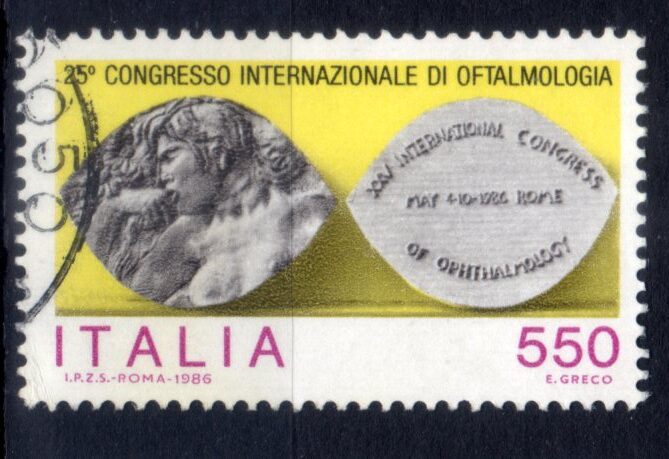 25° CONGRESSO INTERNAZIONALE DI OFTALMOLOGIA
XXV INTERNATIONAL CONGRESS
MAY 4-10-1986 ROME
OF OPHTHALMOLOGY
ITALIA 550
I.P.Z.S.-ROMA-1986 E. GRECO